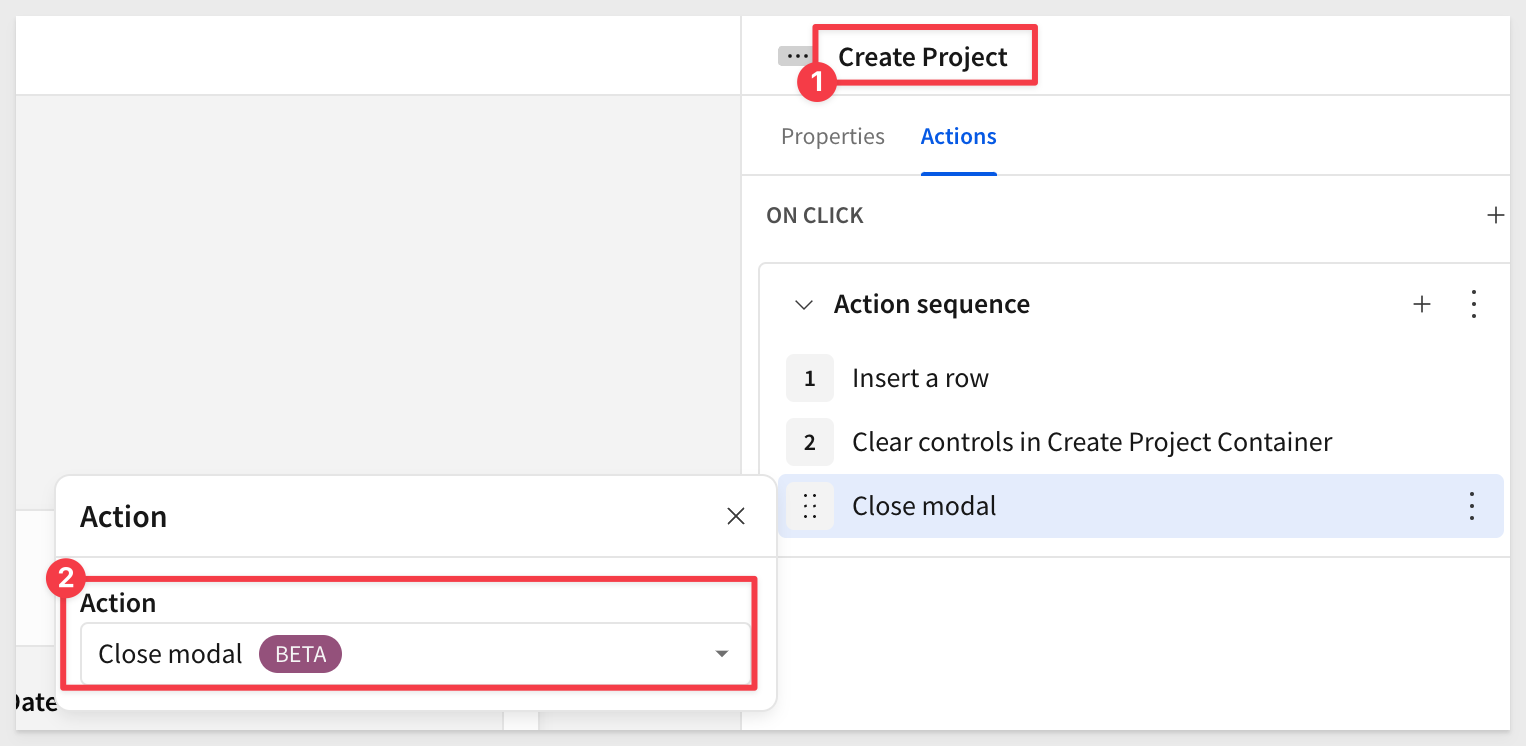 Create Project
1
Properties Actions
ON CLICK
Action sequence
1 Insert a row
2 Clear controls in Create Project Container
Close modal
Action
2
Action
Close modal BETA
Date